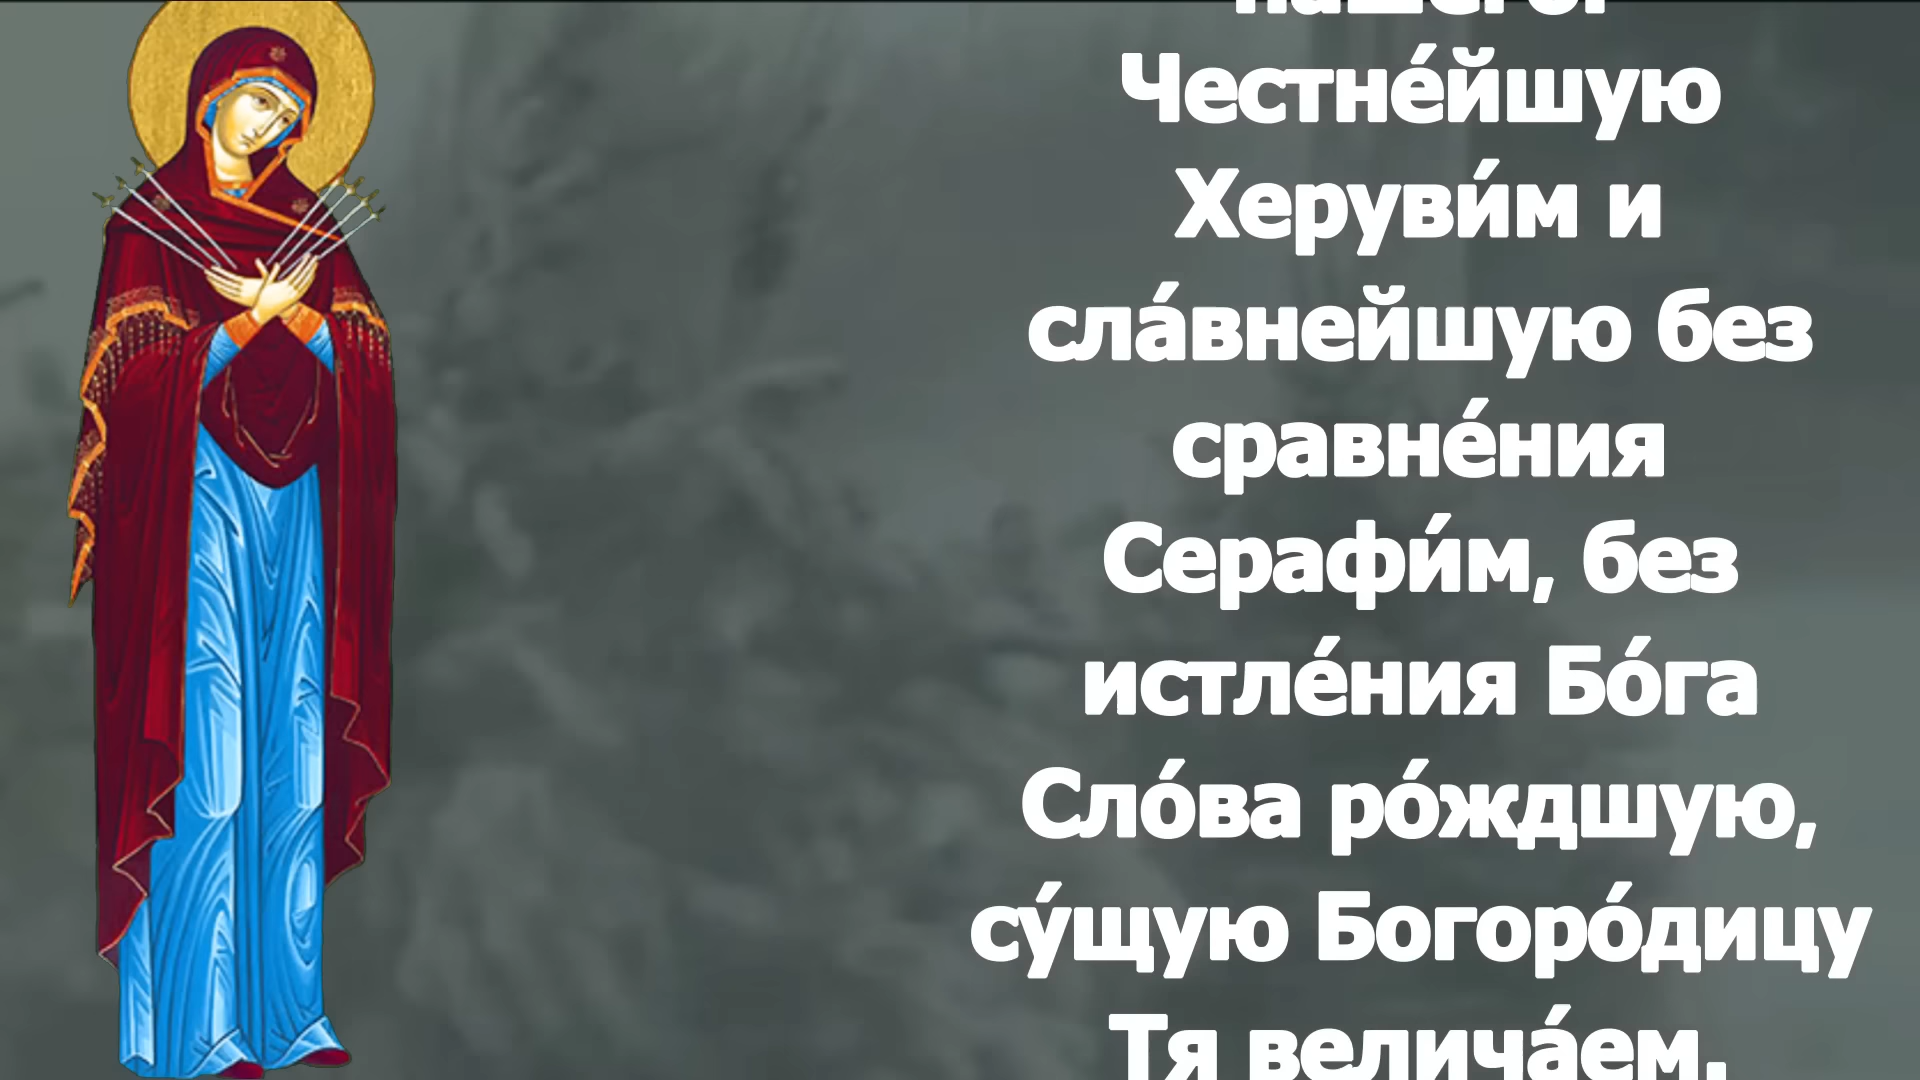 нашего.
Честне́йшую
Херуви́м и
сла́внейшую без
сравне́ния
Серафи́м, без
истле́ния Бо́га
Сло́ва ро́ждшую,
су́щую Богоро́дицу
Тя велича́ем.